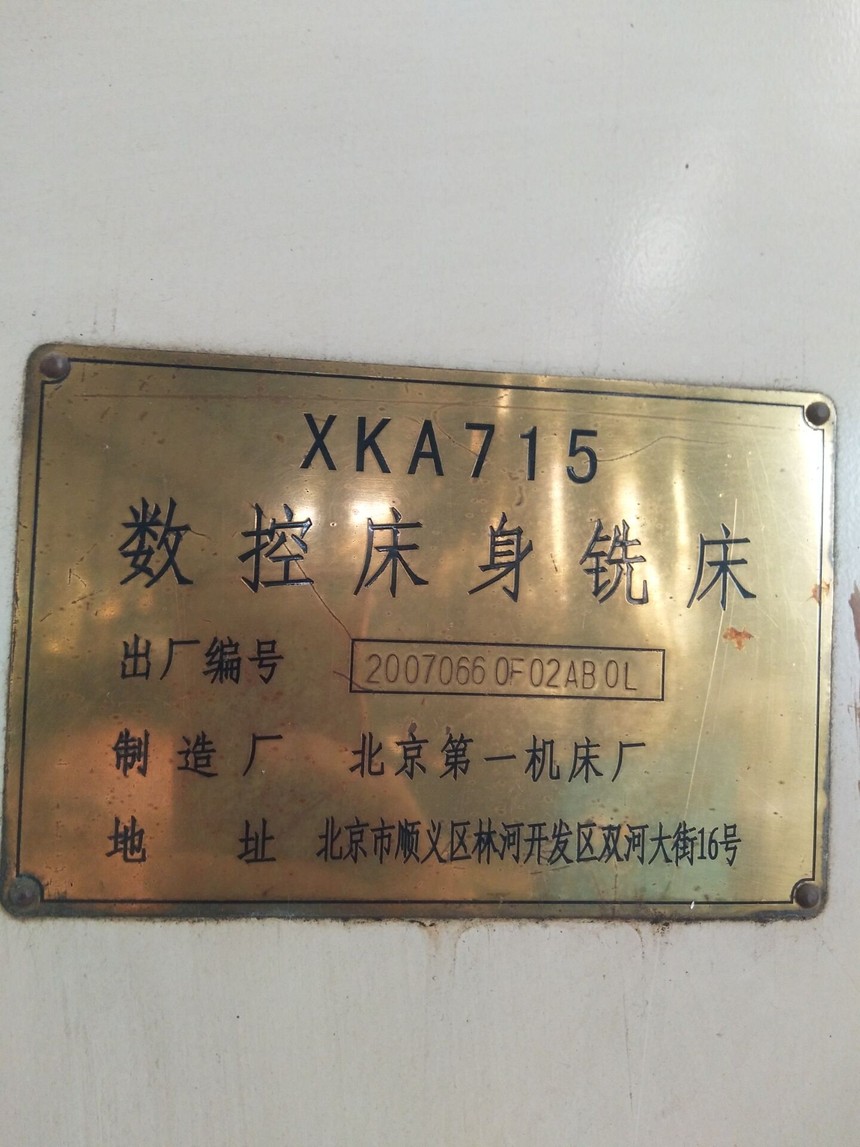 XKA715
数控床身铣床
出厂编号 20070660F02AB0L
制造厂 北京第一机床厂
地址 北京市顺义区林河开发区双河大街16号